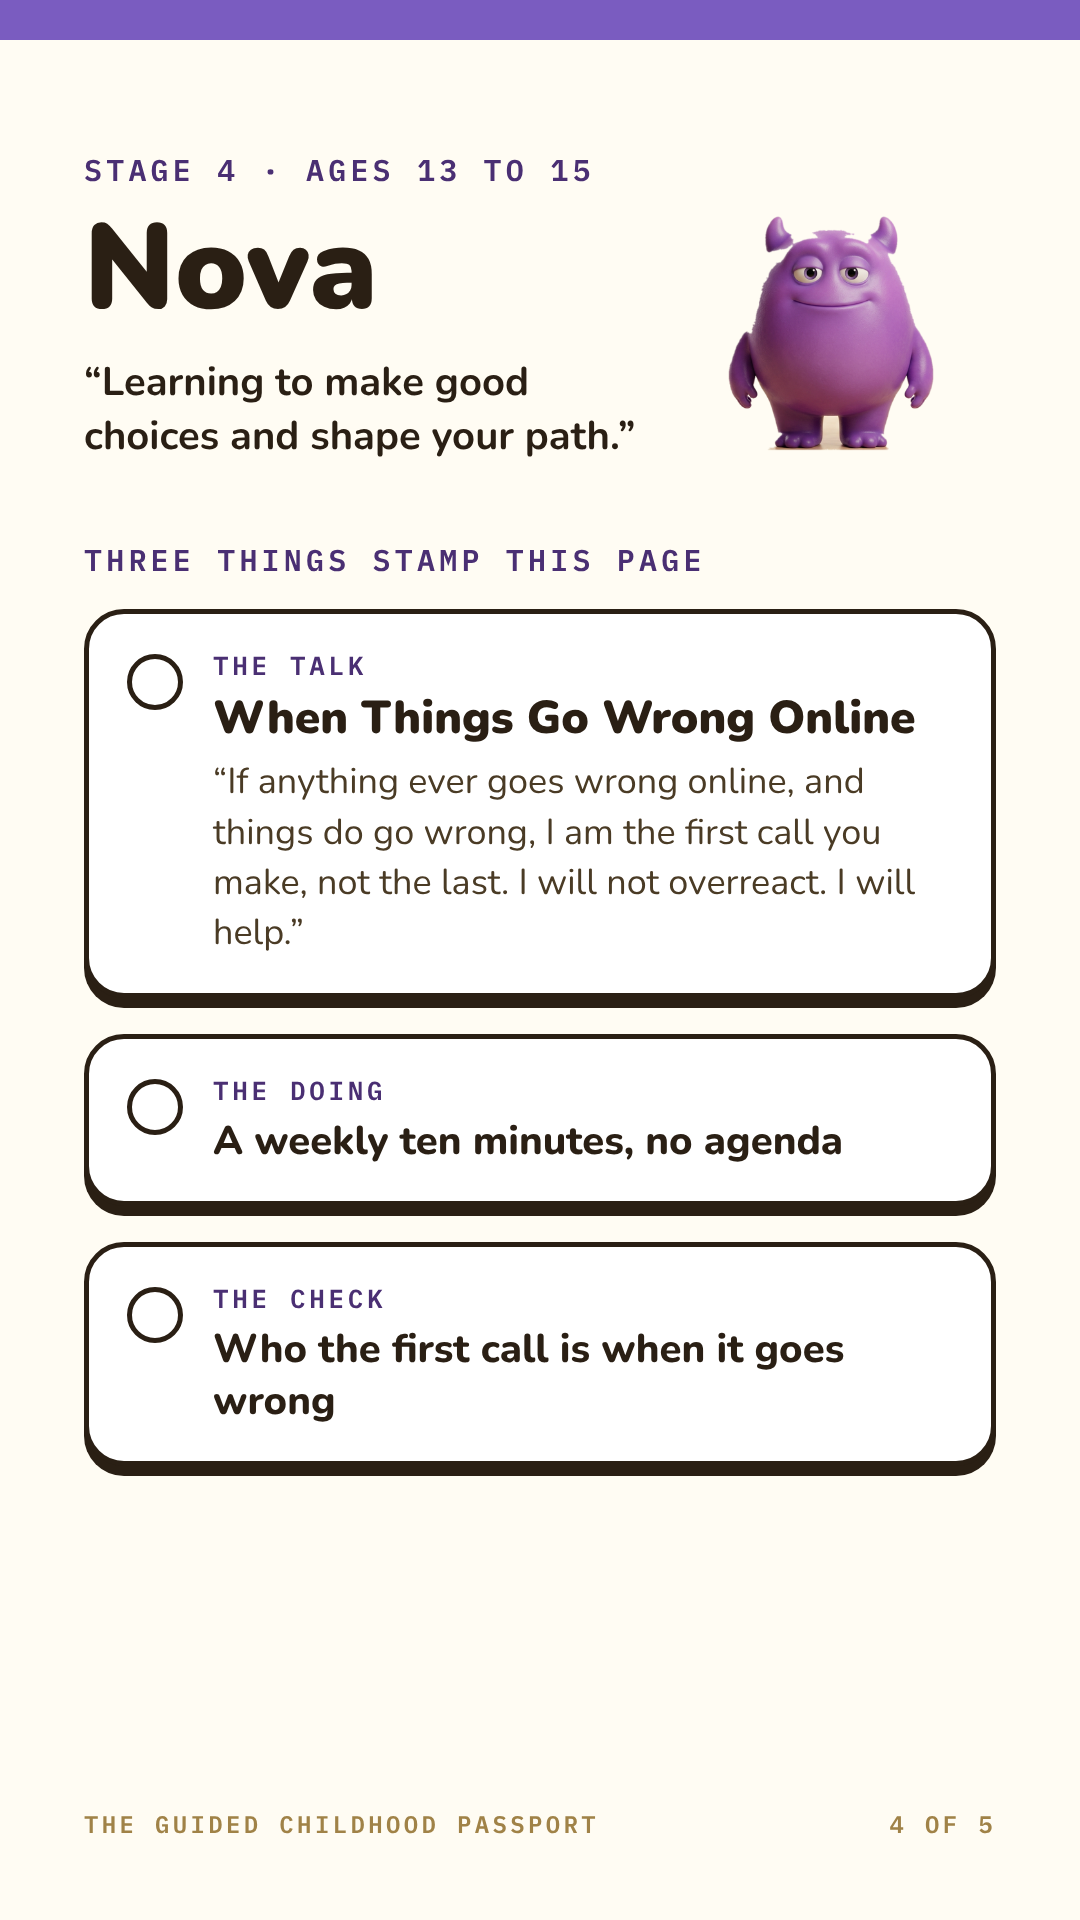 STAGE 4 · AGES 13 TO 15
Nova
“Learning to make good
choices and shape your path.”
THREE THINGS STAMP THIS PAGE
THE TALK
When Things Go Wrong Online
“If anything ever goes wrong online, and
things do go wrong, I am the first call you
make, not the last. I will not overreact. I will
help.”
THE DOING
A weekly ten minutes, no agenda
THE CHECK
Who the first call is when it goes
wrong
THE GUIDED CHILDHOOD PASSPORT
4 OF 5